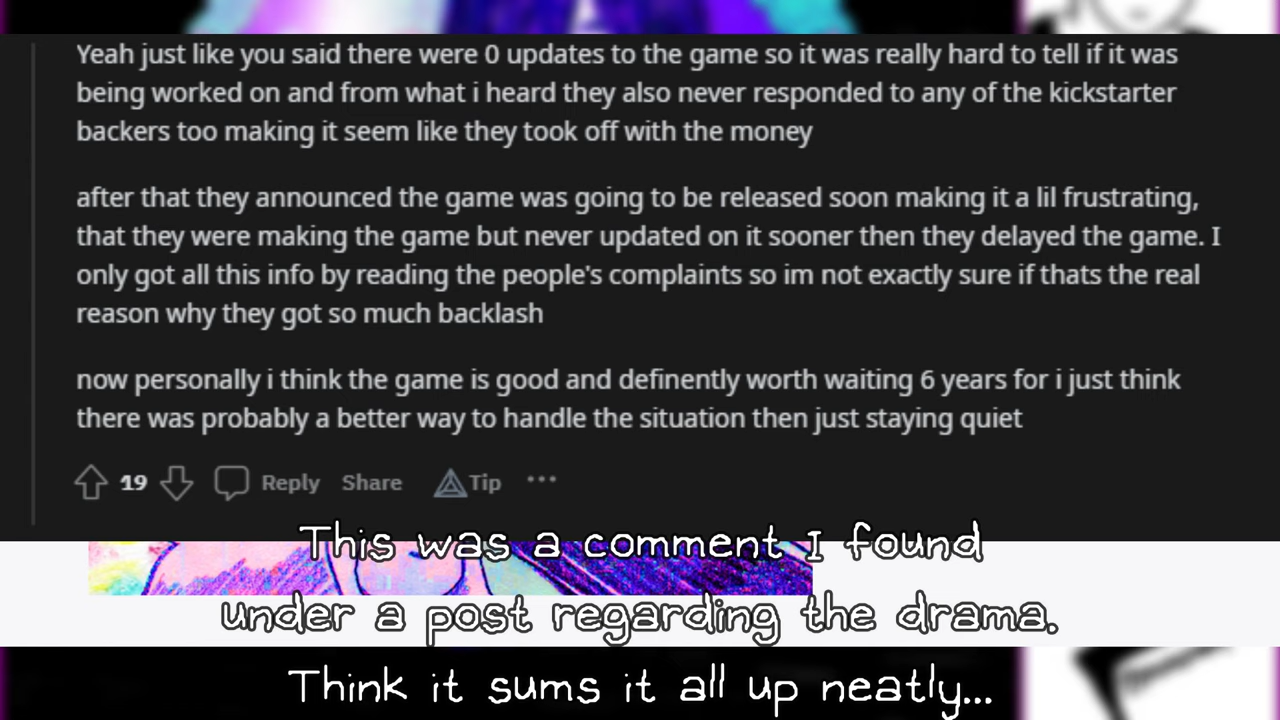 Yeah just like you said there were 0 updates to the game so it was really hard to tell if it was
being worked on and from what i heard they also never responded to any of the kickstarter
backers too making it seem like they took off with the money
after that they announced the game was going to be released soon making it a lil frustrating,
that they were making the game but never updated on it sooner then they delayed the game. I
only got all this info by reading the people's complaints so im not exactly sure if thats the real
reason why they got so much backlash
now personally i think the game is good and definently worth waiting 6 years for i just think
there was probably a better way to handle the situation then just staying quiet
19 Reply Share Tip ...
This was a comment I found
under a post regarding the drama.
Think it sums it all up neatly...